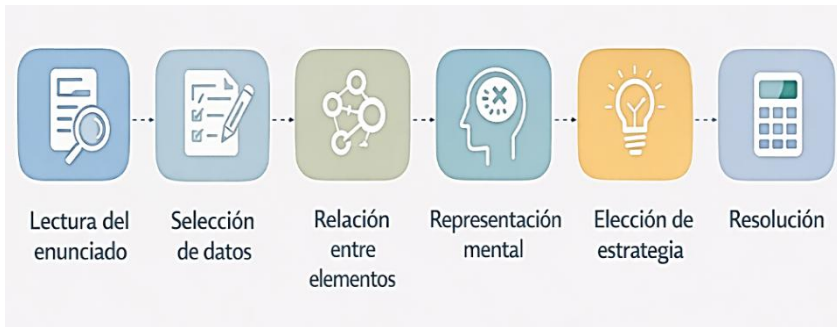 Lectura del
enunciado
Selección
de datos
Relación
entre
elementos
Representación
mental
Elección de
estrategia
Resolución